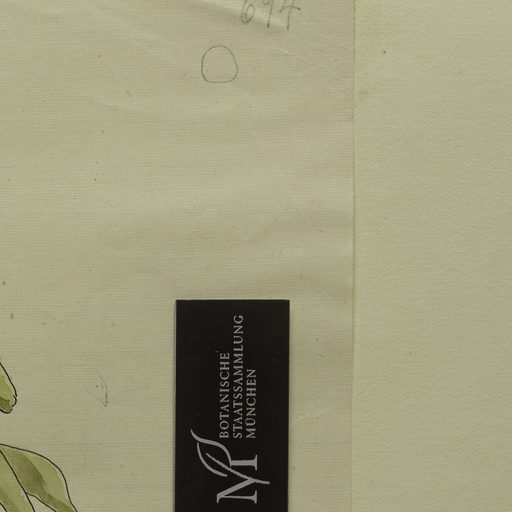 694
BOTANISCHE
STAATSSAMMLUNG
MÜNCHEN